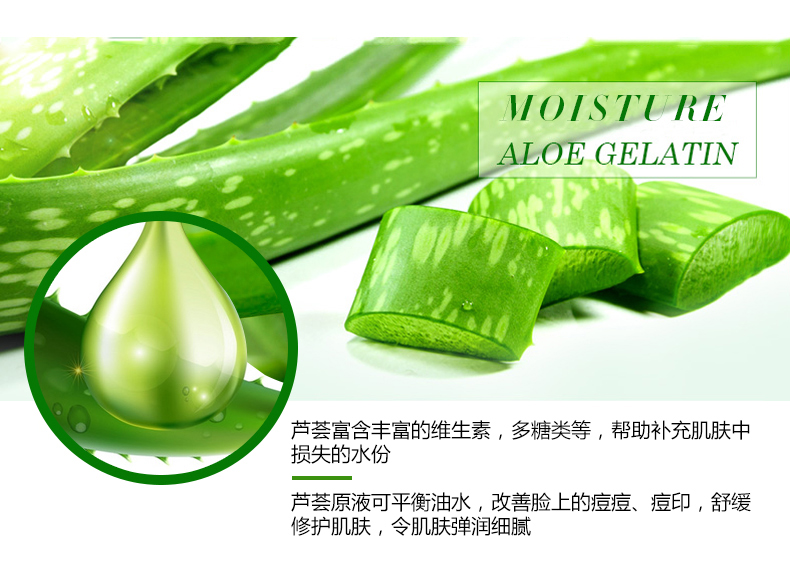 MOISTURE
ALOE GELATIN
芦荟富含丰富的维生素，多糖类等，帮助补充肌肤中
损失的水份
芦荟原液可平衡油水，改善脸上的痘痘、痘印，舒缓
修护肌肤，令肌肤弹润细腻